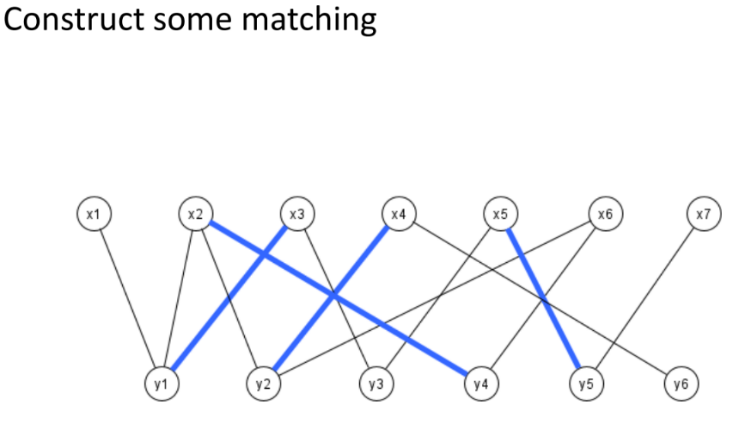 Construct some matching
x1 x2 x3 x4 x5 x6 x7
y1 y2 y3 y4 y5 y6